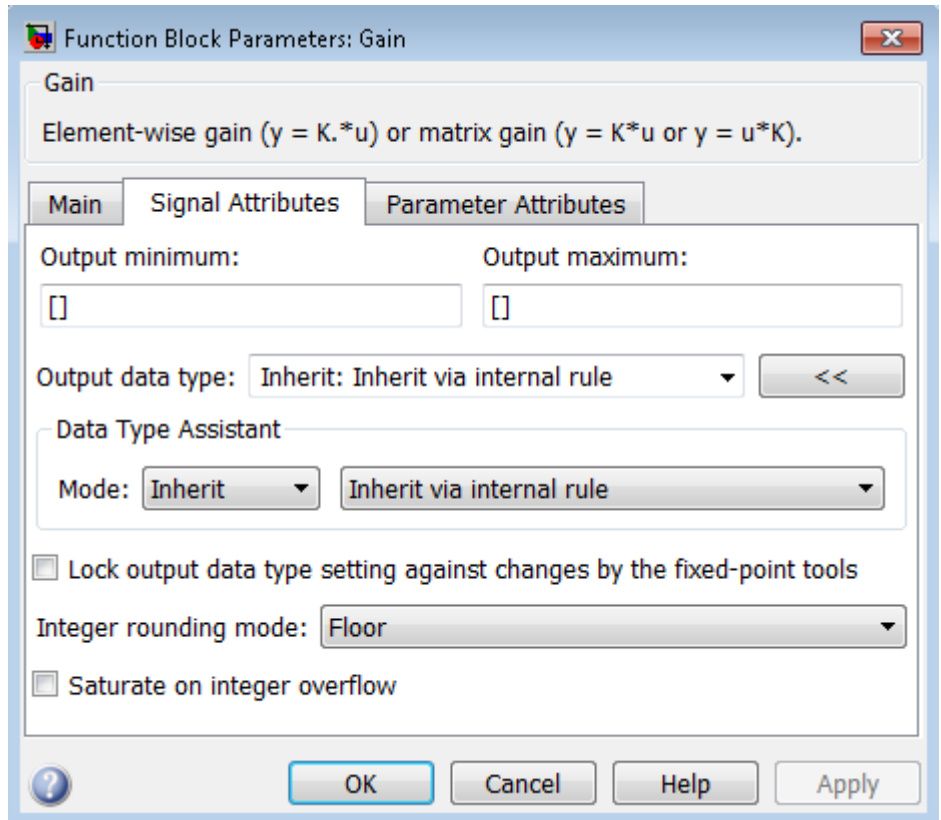 Function Block Parameters: Gain
Gain
Element-wise gain (y = K.*u) or matrix gain (y = K*u or y = u*K).
Main Signal Attributes Parameter Attributes
Output minimum: Output maximum:
[] []
Output data type: Inherit: Inherit via internal rule <<
Data Type Assistant
Mode: Inherit Inherit via internal rule
Lock output data type setting against changes by the fixed-point tools
Integer rounding mode: Floor
Saturate on integer overflow
? OK Cancel Help Apply